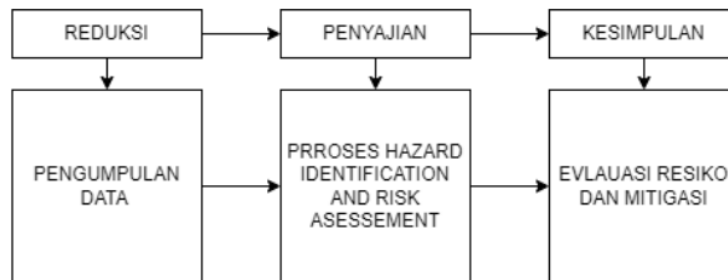 REDUKSI
PENYAJIAN
KESIMPULAN
PENGUMPULAN
DATA
PRROSES HAZARD
IDENTIFICATION
AND RISK
ASESSEMENT
EVLAUASI RESIKO
DAN MITIGASI